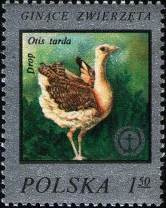 GINĄCE ZWIERZĘTA
Otis tarda
Drop
POLSKA 1 50